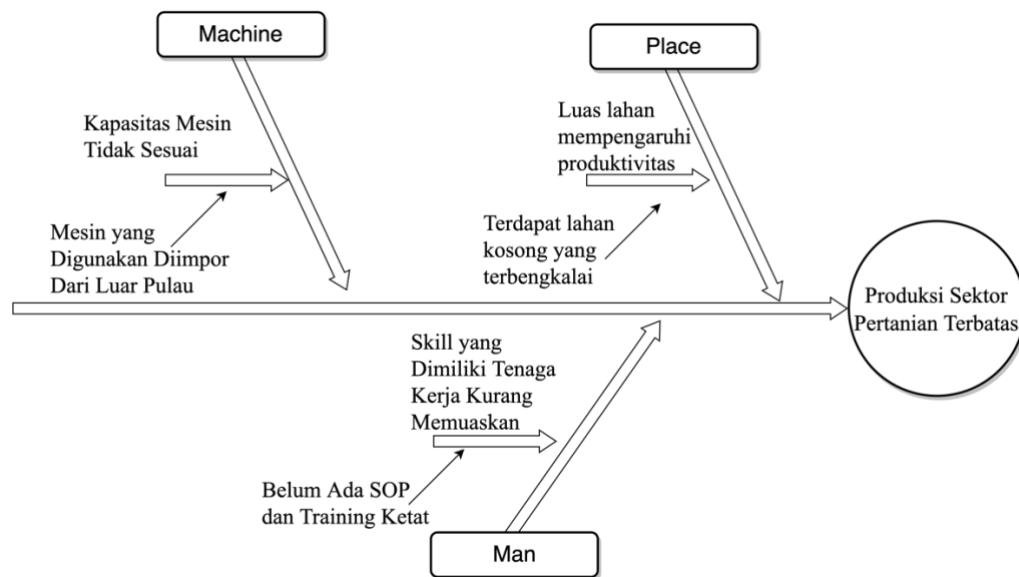 Machine
Place
Kapasitas Mesin
Tidak Sesuai
Luas lahan
mempengaruhi
produktivitas
Mesin yang
Digunakan Diimpor
Dari Luar Pulau
Terdapat lahan
kosong yang
terbengkalai
Produksi Sektor
Pertanian Terbatas
Skill yang
Dimiliki Tenaga
Kerja Kurang
Memuaskan
Belum Ada SOP
dan Training Ketat
Man